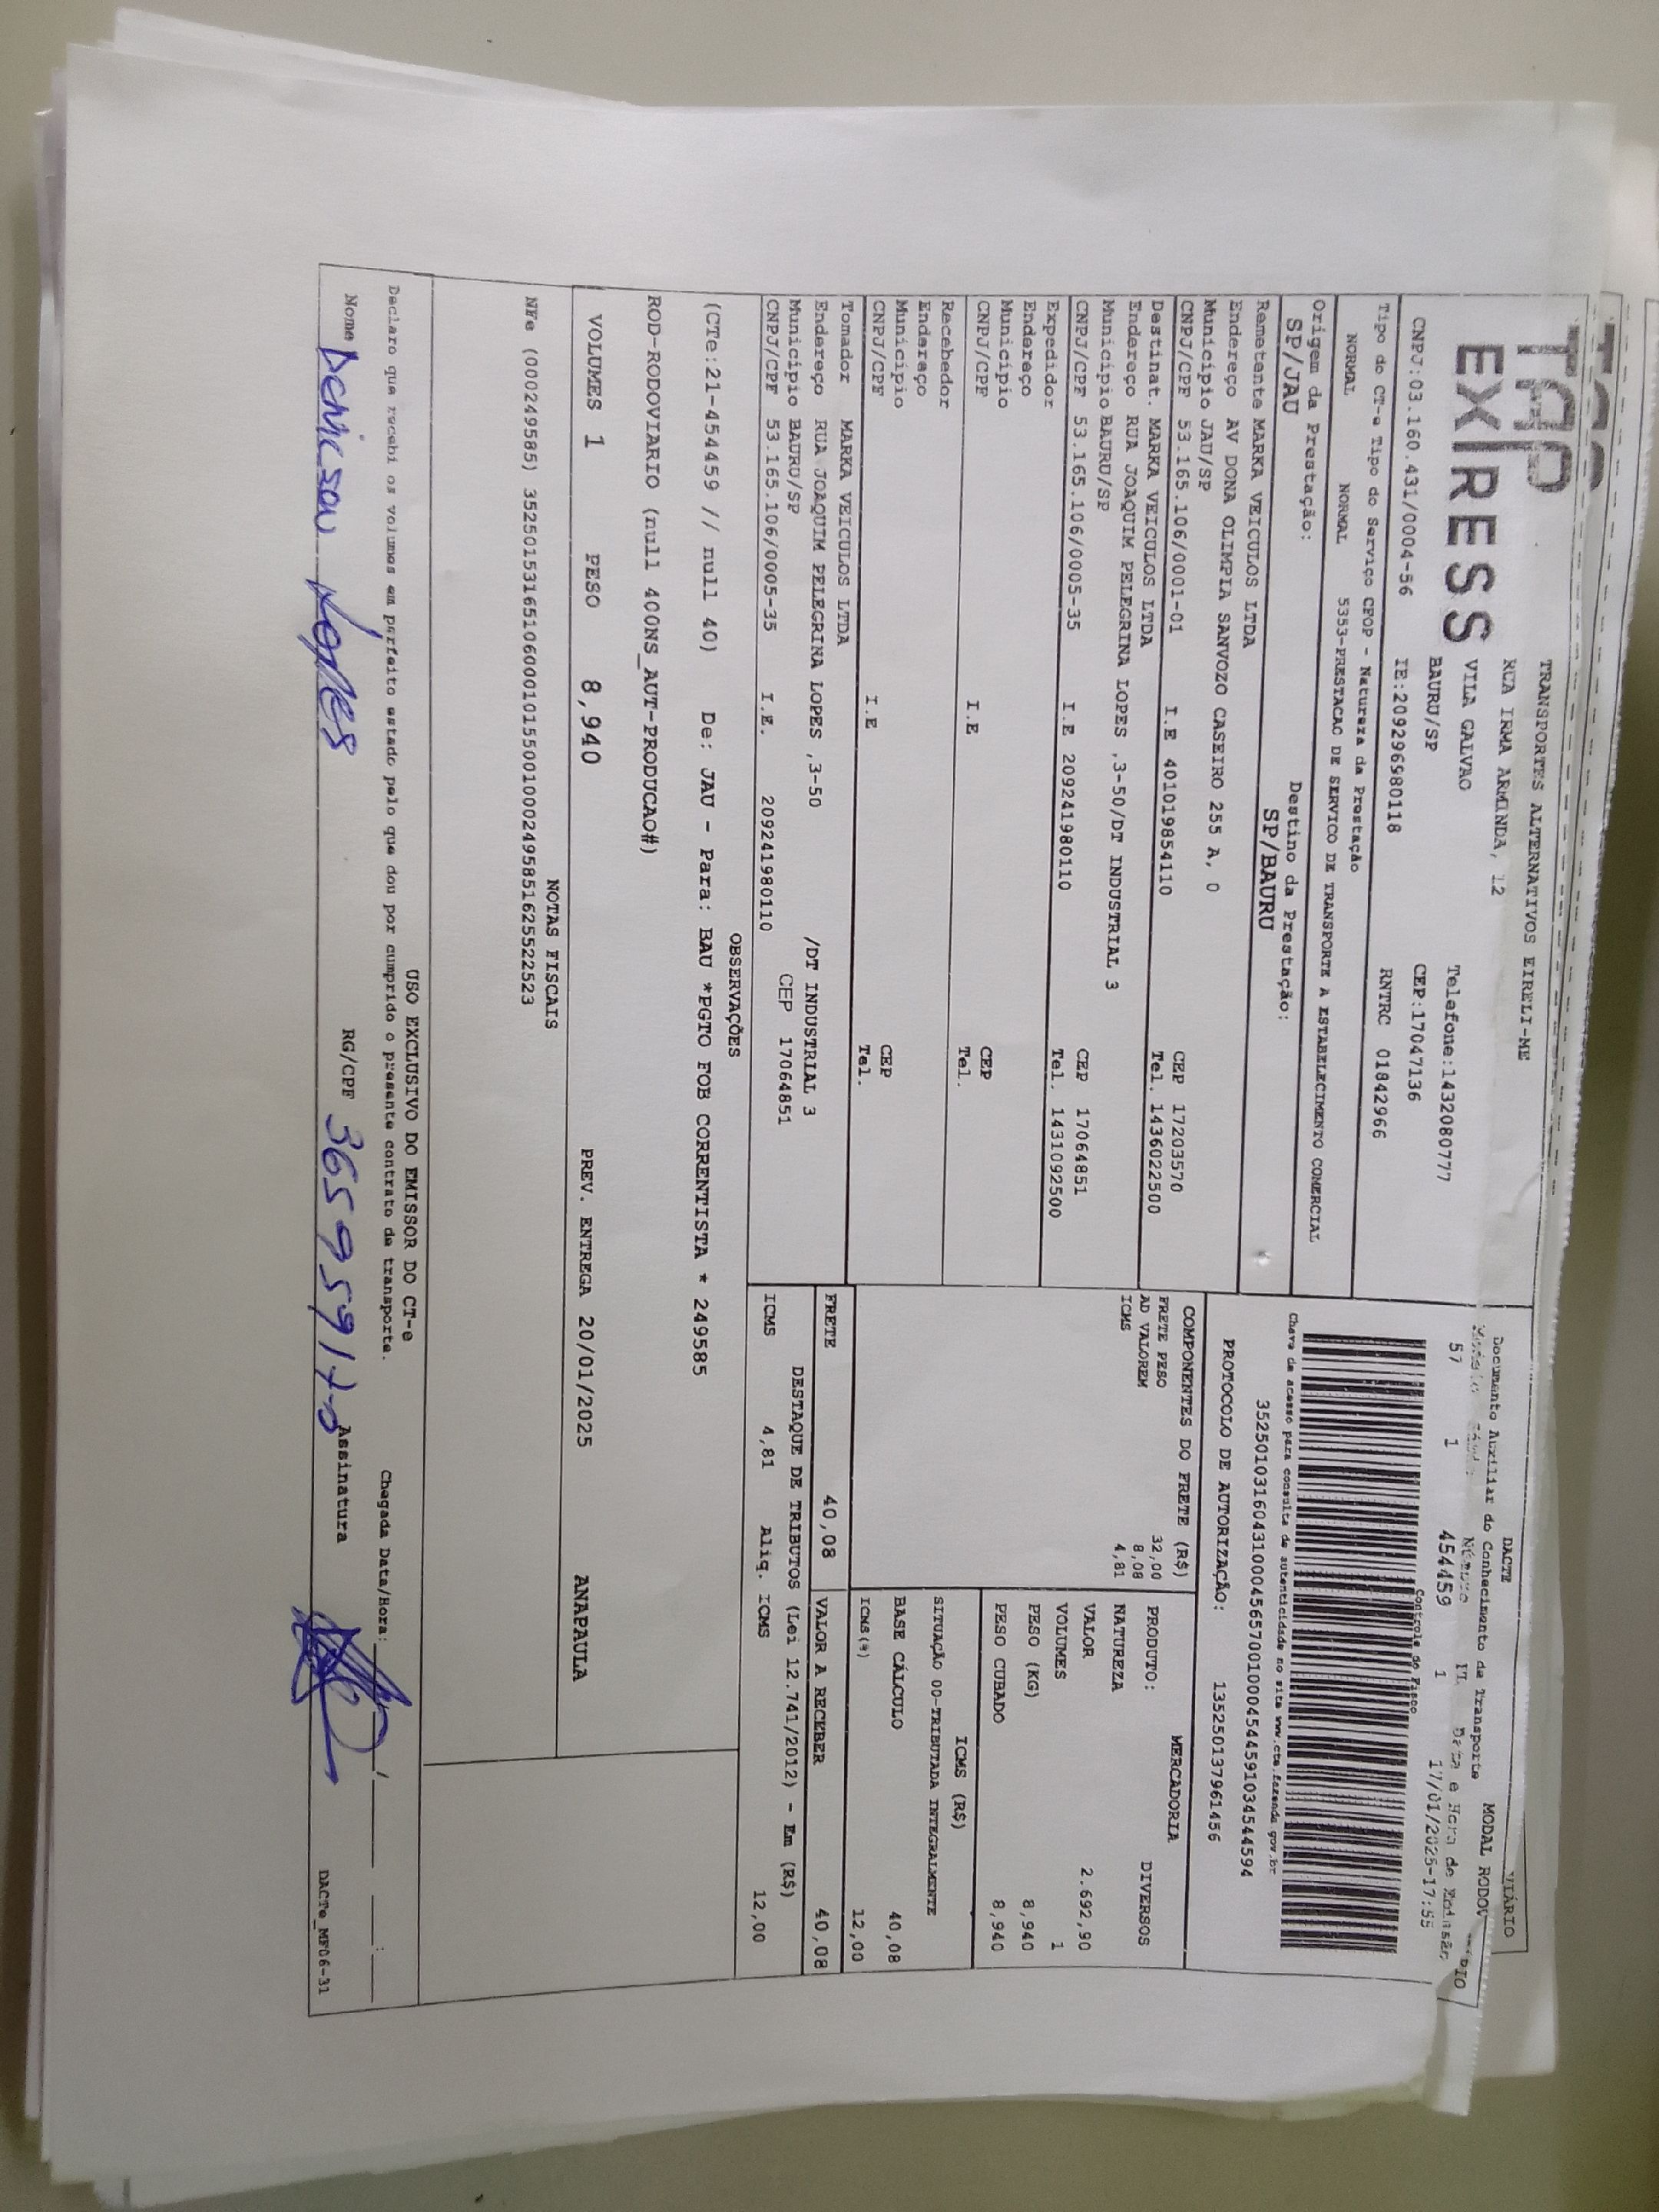 TAP
EXPRESS
TRANSPORTES ALTERNATIVOS EIRELI-ME
RUA IRMA ARMINDA, 12
VILA GALVAO
BAURU/SP
Telefone:1432080777
CEP:17047136
CNPJ:03.160.431/0004-56 IE:209296980118 RNTRC 01842966
DACTE
Documento Auxiliar do Conhecimento de Transporte
MODAL RODOV
VIÁRIO
57 1 454459 1 17/01/2025-17:55
Controle do Fisco
Tipo do CT-e Tipo do Serviço CFOP - Natureza da Prestação
NORMAL NORMAL 5353-PRESTACAO DE SERVICO DE TRANSPORTE A ESTABELECIMENTO COMERCIAL
Origem da Prestação: Destino da Prestação:
SP/JAU SP/BAURU
Chave de acesso para consulta de autenticidade no site www.cte.fazenda gov.br
35250103160431000456570010004544591034544594
PROTOCOLO DE AUTORIZAÇÃO: 135250137961456
Remetente MARKA VEICULOS LTDA
Endereço AV DONA OLIMPIA SANVOZO CASEIRO 255 A, 0
Município JAU/SP CEP 17203570
CNPJ/CPF 53.165.106/0001-01 I.E 401019854110 Tel. 1436022500
Destinat. MARKA VEICULOS LTDA
Endereço RUA JOAQUIM PELEGRINA LOPES ,3-50/DT INDUSTRIAL 3
Município BAURU/SP CEP 17064851
CNPJ/CPF 53.165.106/0005-35 I.E 209241980110 Tel. 1431092500
Expedidor
Endereço
Município CEP
CNPJ/CPF I.E Tel.
Recebedor
Endereço
Município CEP
CNPJ/CPF I.E Tel.
Tomador MARKA VEICULOS LTDA
Endereço RUA JOAQUIM PELEGRINA LOPES ,3-50 /DT INDUSTRIAL 3
Município BAURU/SP CEP 17064851
CNPJ/CPF 53.165.106/0005-35 I.E. 209241980110
COMPONENTES DO FRETE (R$)
FRETE PESO 32,00
AD VALOREM 8,08
ICMS 4,81
MERCADORIA
PRODUTO: DIVERSOS
NATUREZA
VALOR 2.692,90
VOLUMES 1
PESO (KG) 8,940
PESO CUBADO 8,940
ICMS (R$)
SITUAÇÃO 00-TRIBUTADA INTEGRALMENTE
BASE CÁLCULO 40,08
ICMS(%) 12,00
FRETE 40,08 VALOR A RECEBER 40,08
DESTAQUE DE TRIBUTOS (Lei 12.741/2012) - Em (R$)
ICMS 4,81 Aliq. ICMS 12,00
OBSERVAÇÕES
(CTe:21-454459 // null 40) De: JAU - Para: BAU *PGTO FOB CORRENTISTA * 249585
ROD-RODOVIARIO (null 400NS_AUT-PRODUCAO#)
VOLUMES 1 PESO 8,940 PREV. ENTREGA 20/01/2025 ANAPAULA
NOTAS FISCAIS
NFe (000249585) 35250153165106000101550010002495851625522523
USO EXCLUSIVO DO EMISSOR DO CT-e
Declaro que recebi os volumes em perfeito estado pelo que dou por cumprido o presente contrato de transporte. Chegada Data/Hora: ____/____ ____:____
Nome Denicson Lopes RG/CPF Assinatura
DACTe_MF06-31